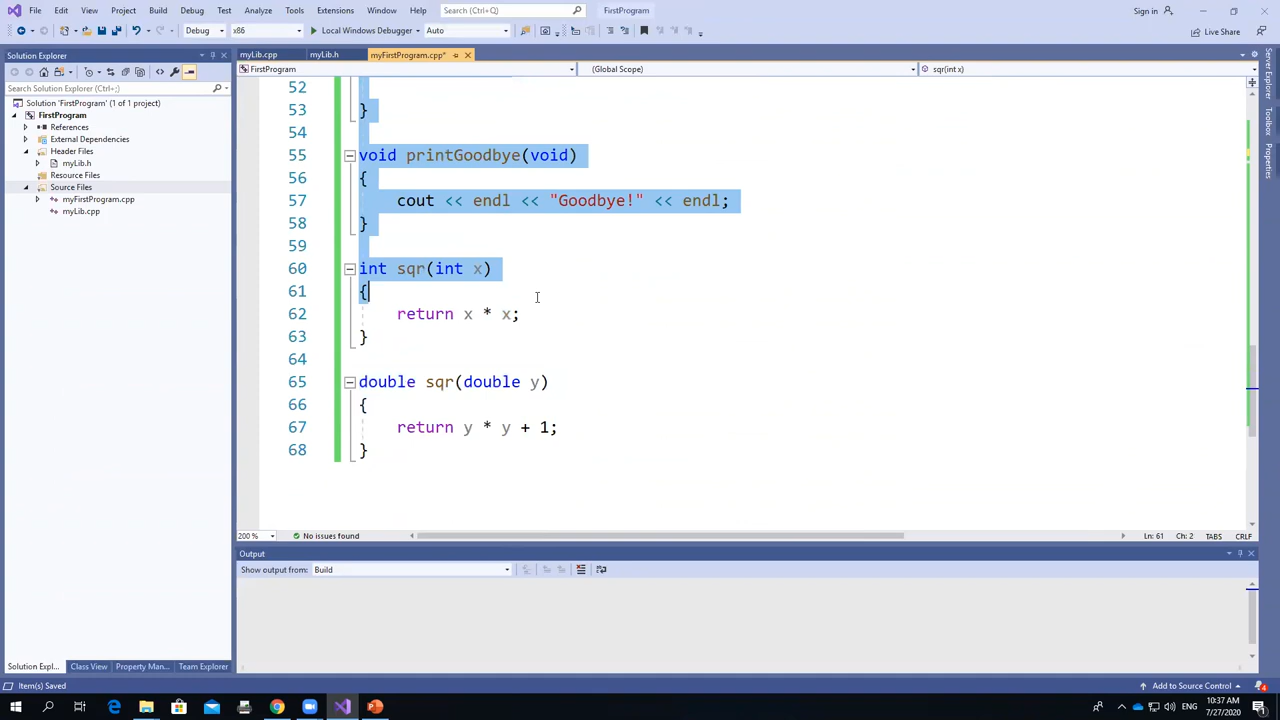 File Edit View Project Build Debug Test Analyze Tools Extensions Window Help Search (Ctrl+Q) FirstProgram Sign in
Debug x86 Local Windows Debugger Auto Live Share
Solution Explorer
myLib.cpp myLib.h myFirstProgram.cpp*
FirstProgram (Global Scope) sqr(int x)
Search Solution Explorer (Ctrl+;)
Solution 'FirstProgram' (1 of 1 project)
FirstProgram
References
External Dependencies
Header Files
myLib.h
Resource Files
Source Files
myFirstProgram.cpp
myLib.cpp
52
53 }
54
55 void printGoodbye(void)
56 {
57 cout << endl << "Goodbye!" << endl;
58 }
59
60 int sqr(int x)
61 {
62 return x * x;
63 }
64
65 double sqr(double y)
66 {
67 return y * y + 1;
68 }
Server Explorer
Toolbox
Properties
200 % No issues found Ln: 61 Ch: 2 TABS CRLF
Output
Show output from: Build
Solution Expl... Class View Property Man... Team Explorer
Item(s) Saved Add to Source Control 4
ENG 10:37 AM
7/27/2020
1